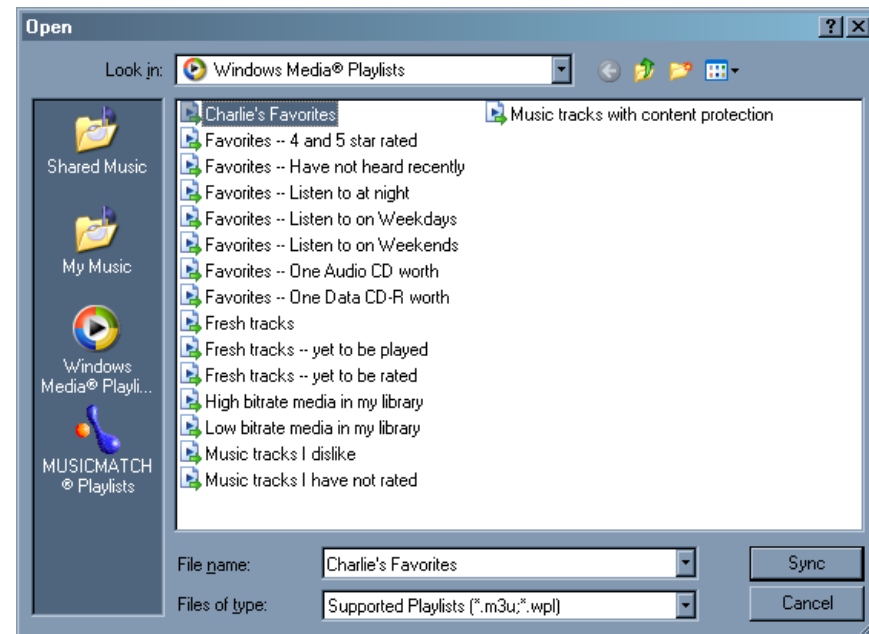 Open
Look in: Windows Media® Playlists
Shared Music
My Music
Windows
Media® Playli...
MUSICMATCH
® Playlists
Charlie's Favorites
Favorites -- 4 and 5 star rated
Favorites -- Have not heard recently
Favorites -- Listen to at night
Favorites -- Listen to on Weekdays
Favorites -- Listen to on Weekends
Favorites -- One Audio CD worth
Favorites -- One Data CD-R worth
Fresh tracks
Fresh tracks -- yet to be played
Fresh tracks -- yet to be rated
High bitrate media in my library
Low bitrate media in my library
Music tracks I dislike
Music tracks I have not rated
Music tracks with content protection
File name: Charlie's Favorites
Sync
Files of type: Supported Playlists (*.m3u;*.wpl)
Cancel